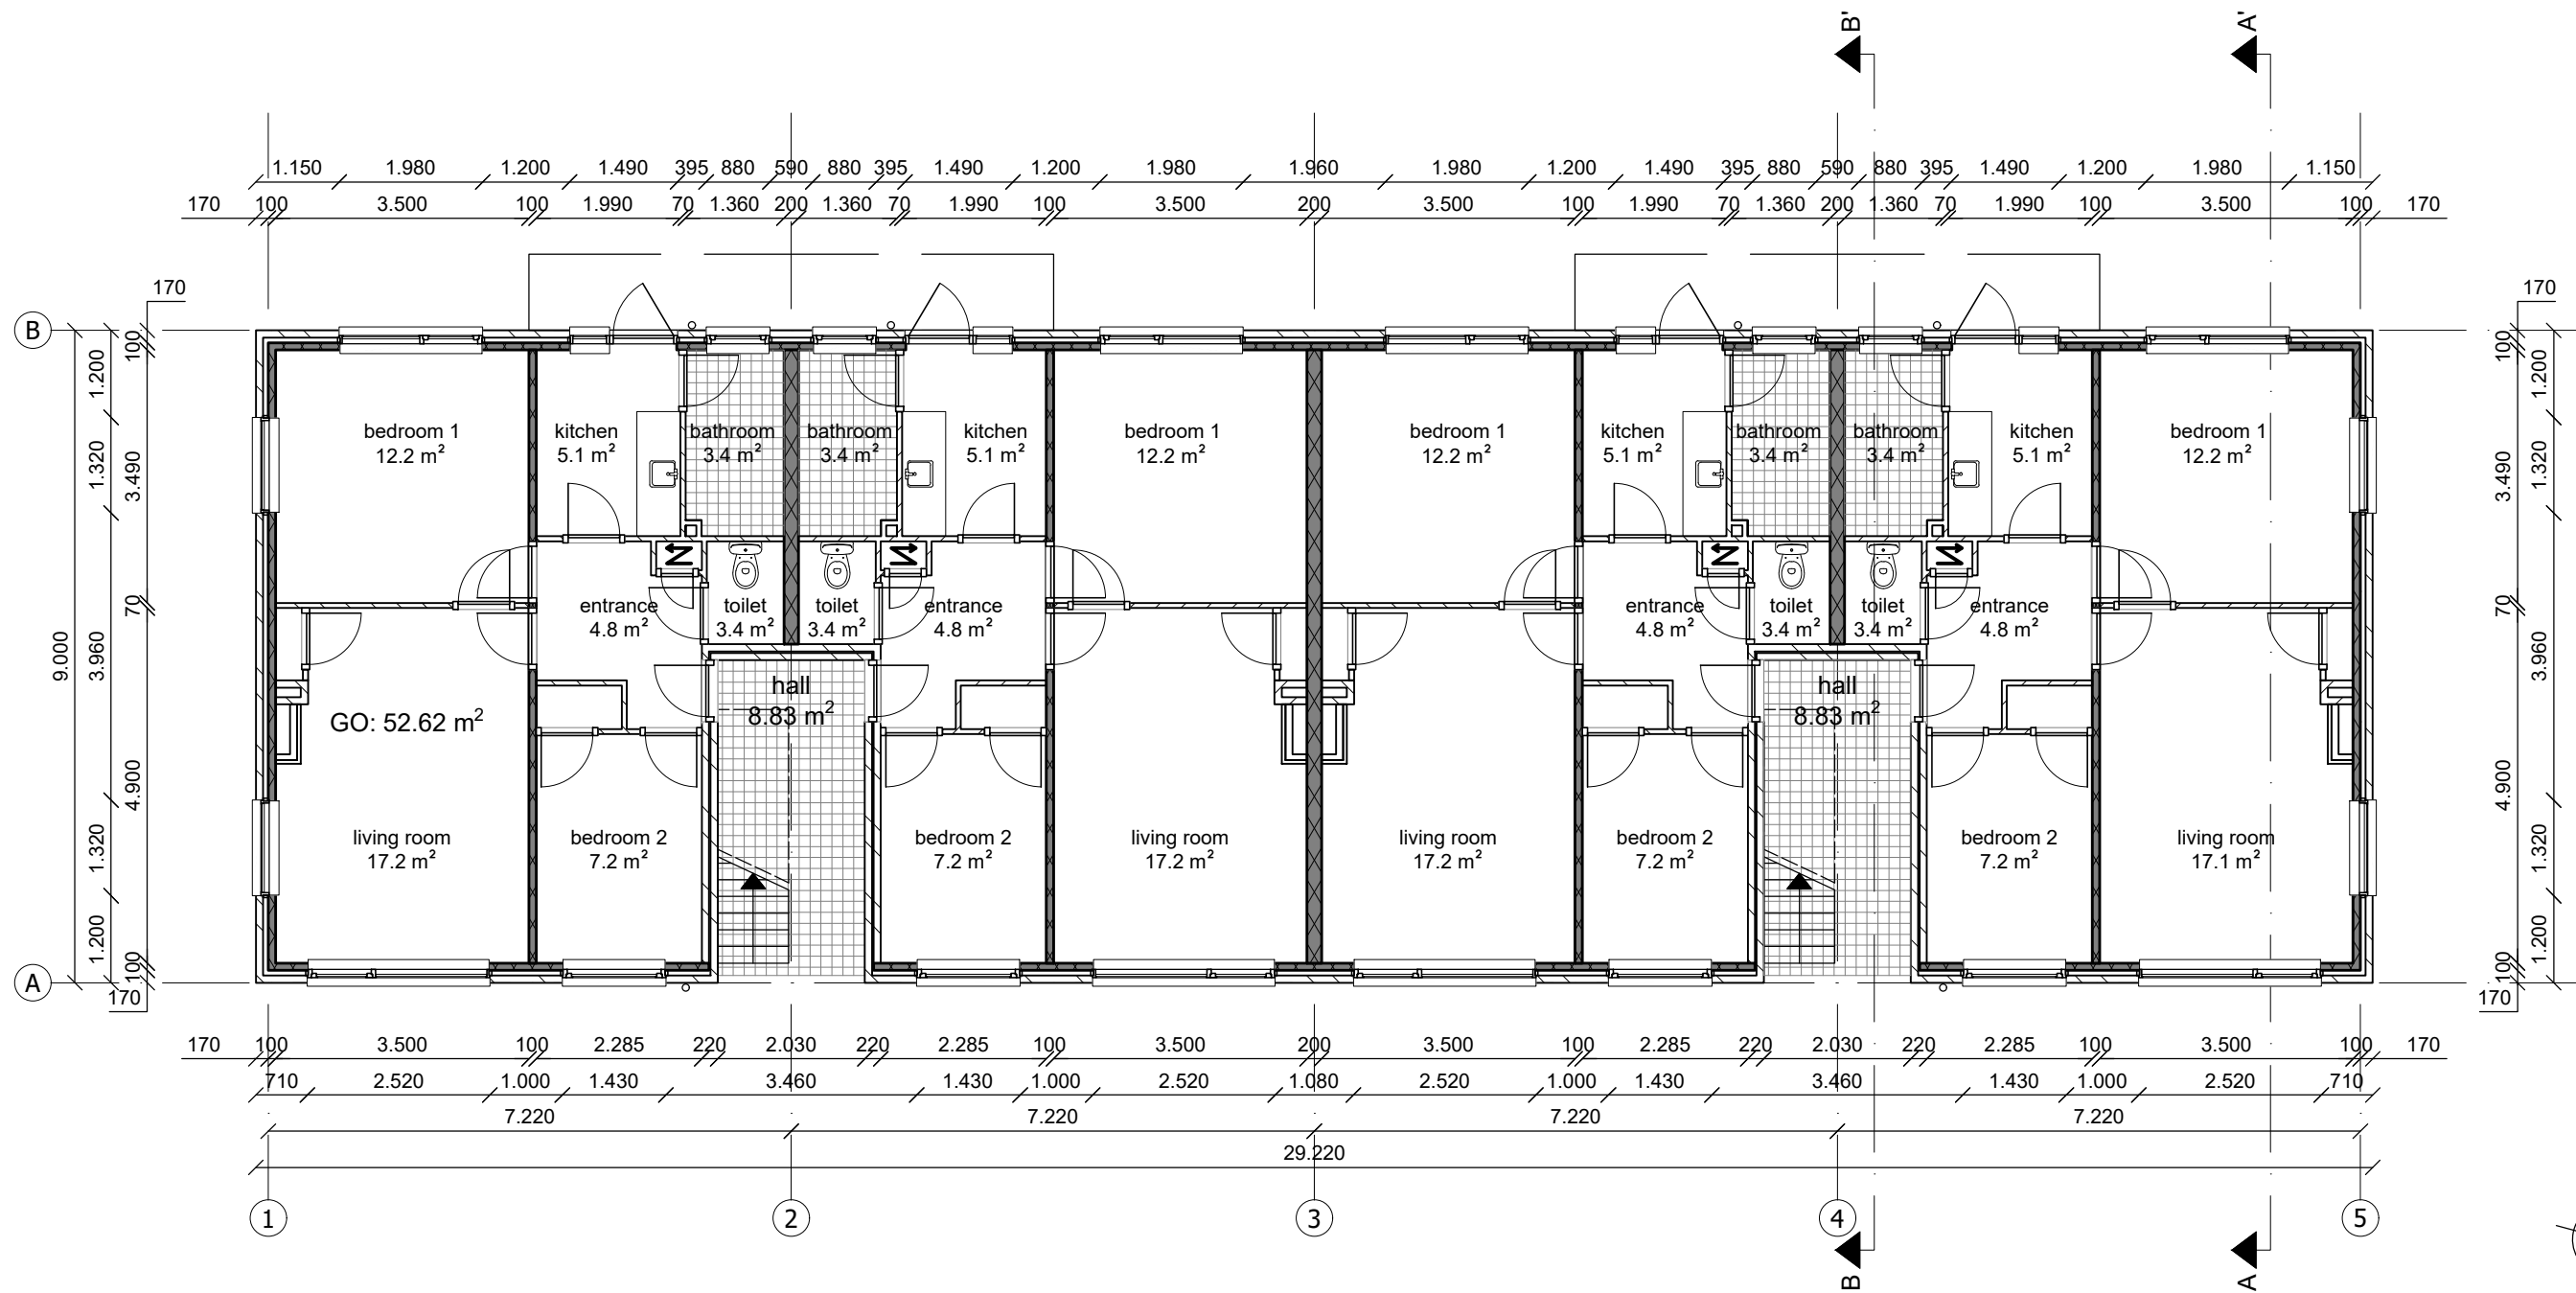 B'
A'
1.150 1.980 1.200 1.490 395 880 590 880 395 1.490 1.200 1.980 1.960 1.980 1.200 1.490 395 880 590 880 395 1.490 1.200 1.980 1.150
170 100 3.500 100 1.990 70 1.360 200 1.360 70 1.990 100 3.500 200 3.500 100 1.990 70 1.360 200 1.360 70 1.990 100 3.500 100 170
170
170
B
9.000
1.200
1.320
3.960
1.320
1.200
100
3.490
70
4.900
100
170
A
bedroom 1
12.2 m²
kitchen
5.1 m²
bathroom
3.4 m²
bathroom
3.4 m²
kitchen
5.1 m²
bedroom 1
12.2 m²
bedroom 1
12.2 m²
kitchen
5.1 m²
bathroom
3.4 m²
bathroom
3.4 m²
kitchen
5.1 m²
bedroom 1
12.2 m²
entrance
4.8 m²
toilet
3.4 m²
toilet
3.4 m²
entrance
4.8 m²
entrance
4.8 m²
toilet
3.4 m²
toilet
3.4 m²
entrance
4.8 m²
GO: 52.62 m²
hall
8.83 m²
hall
8.83 m²
living room
17.2 m²
bedroom 2
7.2 m²
bedroom 2
7.2 m²
living room
17.2 m²
living room
17.2 m²
bedroom 2
7.2 m²
bedroom 2
7.2 m²
living room
17.1 m²
100
3.490
70
4.900
100
170
1.200
1.320
3.960
1.320
1.200
170 100 3.500 100 2.285 220 2.030 220 2.285 100 3.500 200 3.500 100 2.285 220 2.030 220 2.285 100 3.500 100 170
710 2.520 1.000 1.430 3.460 1.430 1.000 2.520 1.080 2.520 1.000 1.430 3.460 1.430 1.000 2.520 710
7.220 7.220 7.220 7.220
29.220
1 2 3 4 5
B
A